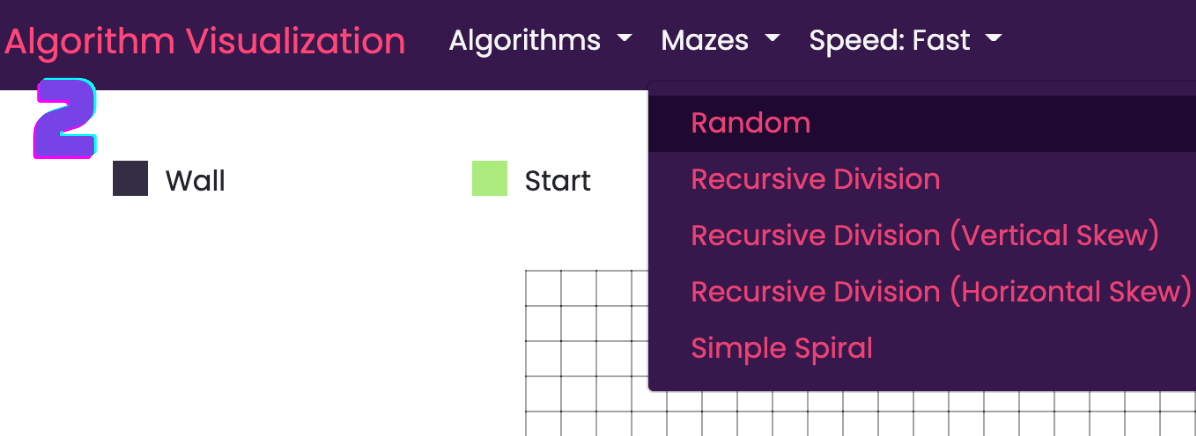 Algorithm Visualization Algorithms Mazes Speed: Fast
2
Wall
Start
Random
Recursive Division
Recursive Division (Vertical Skew)
Recursive Division (Horizontal Skew)
Simple Spiral